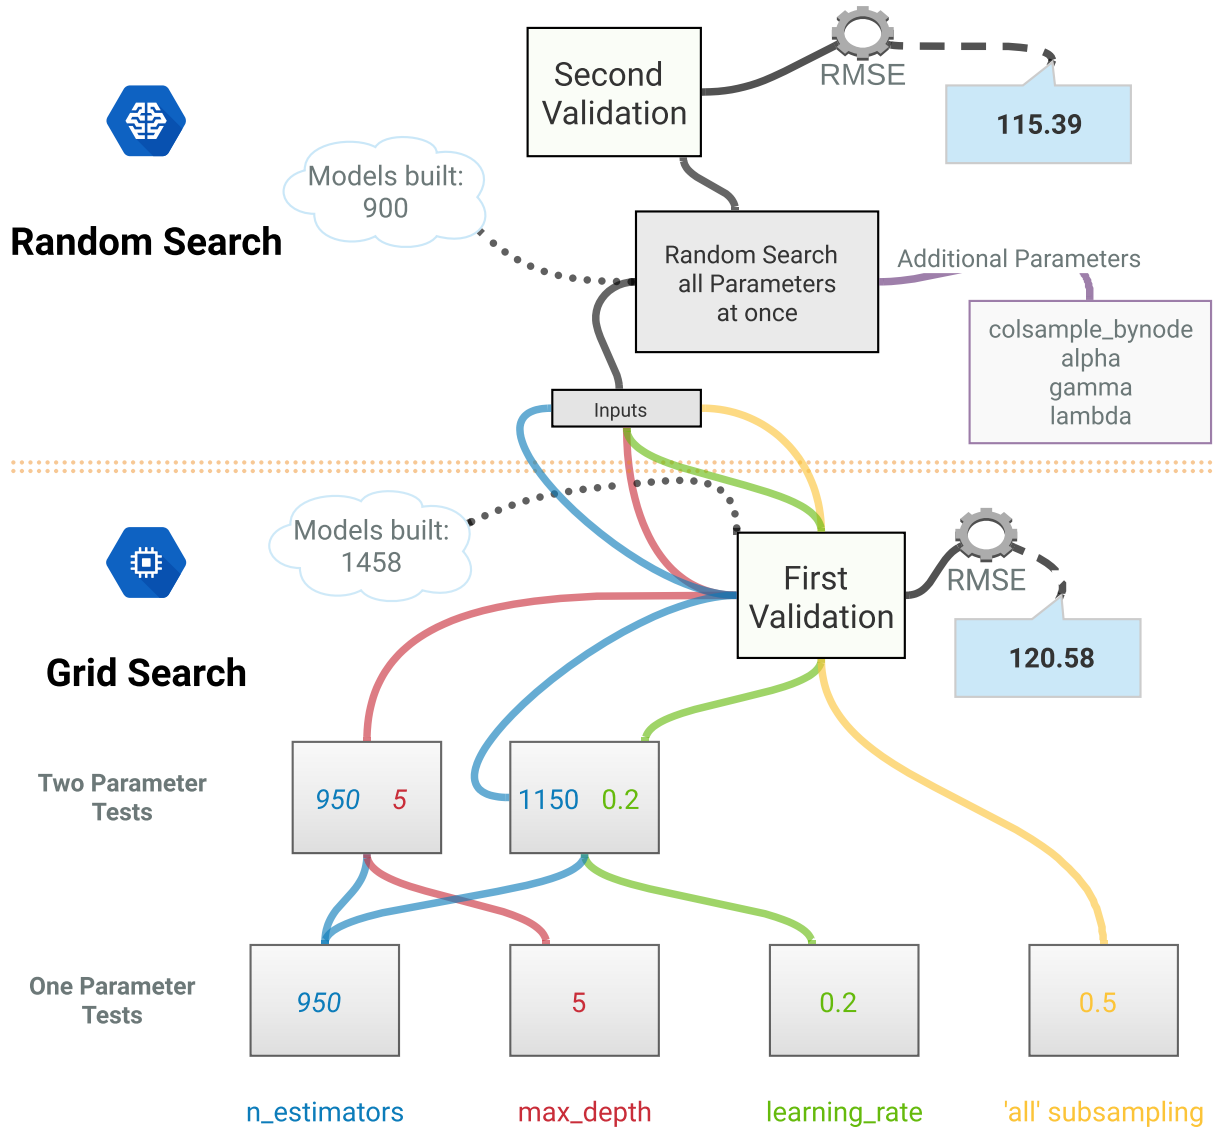 Second
Validation
RMSE
115.39
Models built:
900
Random Search
Random Search
all Parameters
at once
Additional Parameters
colsample_bynode
alpha
gamma
lambda
Inputs
Models built:
1458
First
Validation
RMSE
120.58
Grid Search
Two Parameter
Tests
950 5
1150 0.2
One Parameter
Tests
950
5
0.2
0.5
n_estimators
max_depth
learning_rate
'all' subsampling